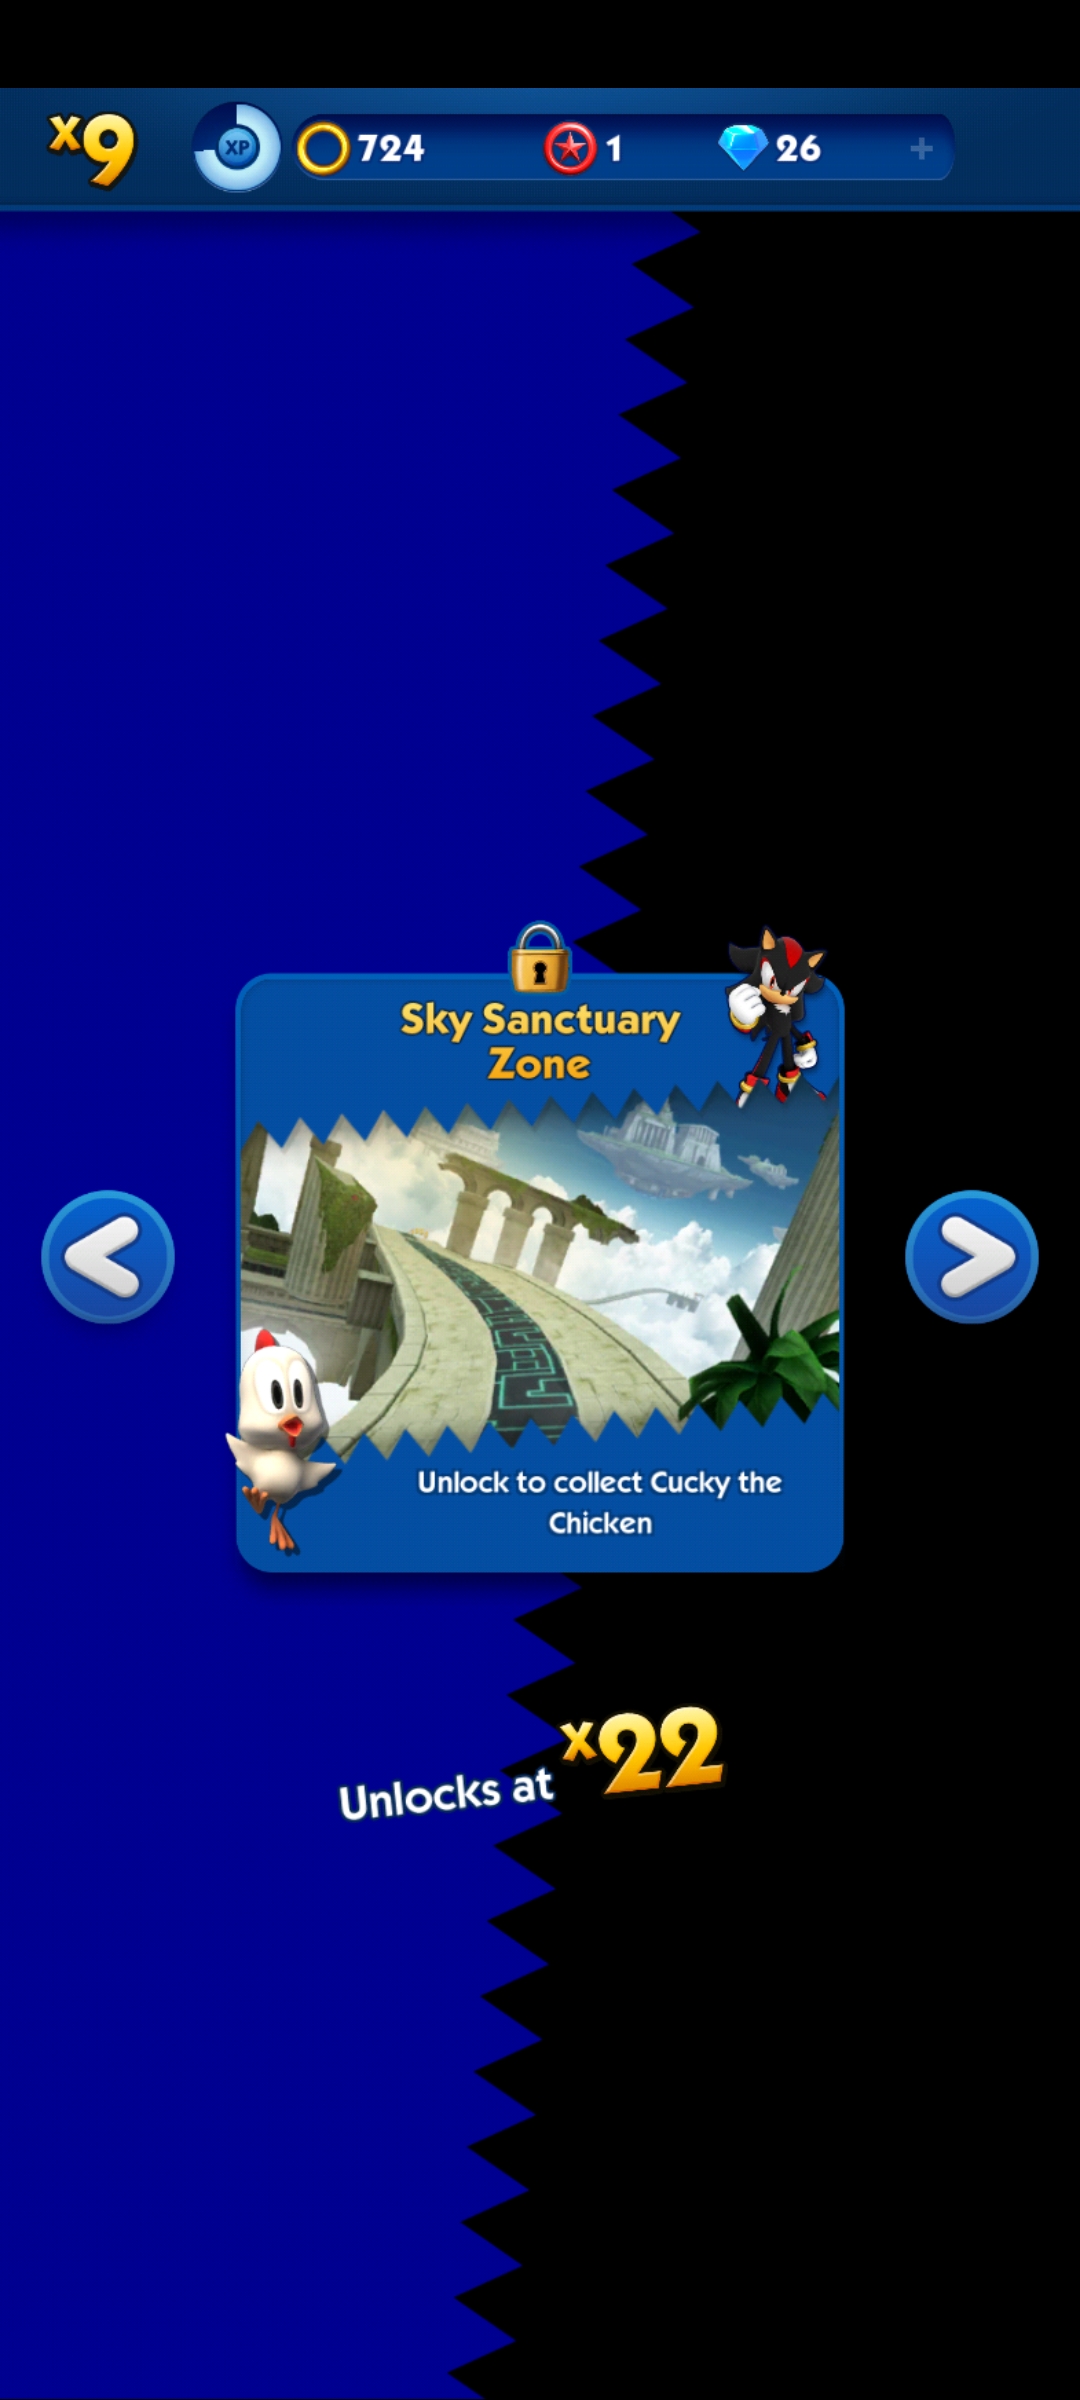 x9
XP
724
1
26
+
Sky Sanctuary
Zone
Unlock to collect Cucky the
Chicken
Unlocks at x22